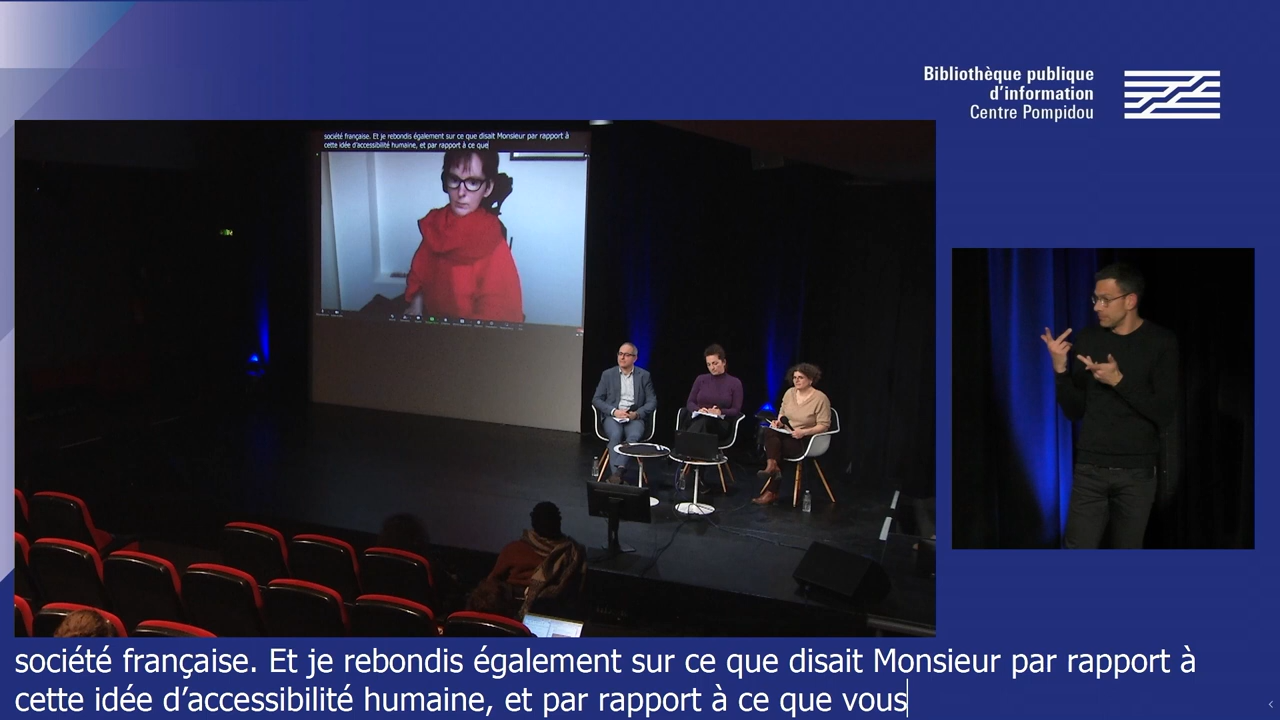 Bibliothèque publique
d’information
Centre Pompidou
société française. Et je rebondis également sur ce que disait Monsieur par rapport à
cette idée d’accessibilité humaine, et par rapport à ce que
société française. Et je rebondis également sur ce que disait Monsieur par rapport à
cette idée d’accessibilité humaine, et par rapport à ce que vous